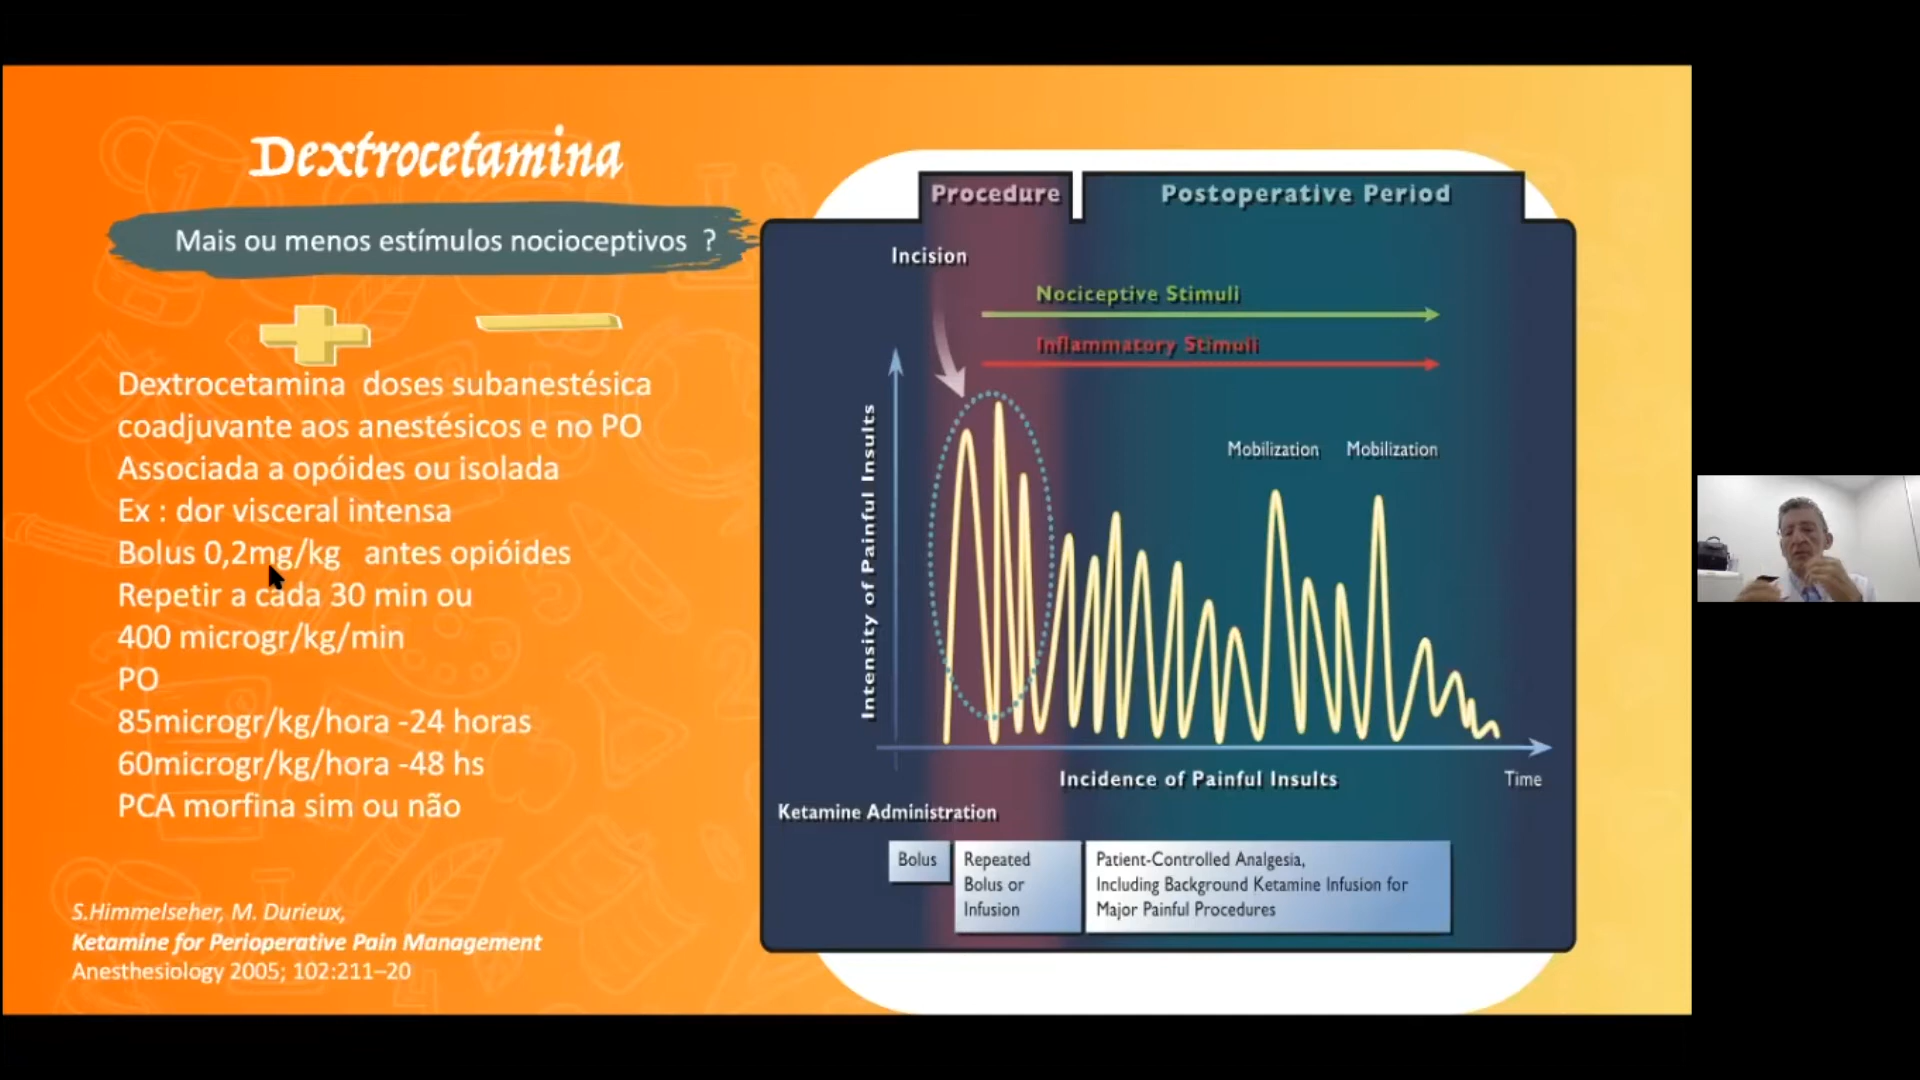 Dextrocetamina
Mais ou menos estímulos nocioceptivos ?
Dextrocetamina doses subanestésica
coadjuvante aos anestésicos e no PO
Associada a opóides ou isolada
Ex : dor visceral intensa
Bolus 0,2mg/kg antes opióides
Repetir a cada 30 min ou
400 microgr/kg/min
PO
85microgr/kg/hora -24 horas
60microgr/kg/hora -48 hs
PCA morfina sim ou não
S.Himmelseher, M. Durieux,
Ketamine for Perioperative Pain Management
Anesthesiology 2005; 102:211–20
Procedure
Postoperative Period
Incision
Nociceptive Stimuli
Inflammatory Stimuli
Mobilization
Mobilization
Intensity of Painful Insults
Incidence of Painful Insults
Time
Ketamine Administration
Bolus
Repeated
Bolus or
Infusion
Patient-Controlled Analgesia,
Including Background Ketamine Infusion for
Major Painful Procedures